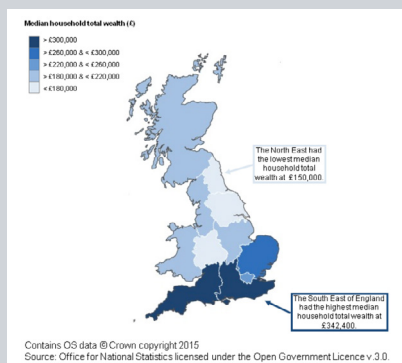 Median household total wealth (£)
> £300,000
> £260,000 & < £300,000
> £220,000 & < £260,000
> £180,000 & < £220,000
< £180,000
The North East had
the lowest median
household total
wealth at £150,000.
The South East of England
had the highest median
household total wealth at
£342,400.
Contains OS data © Crown copyright 2015
Source: Office for National Statistics licensed under the Open Government Licence v.3.0.